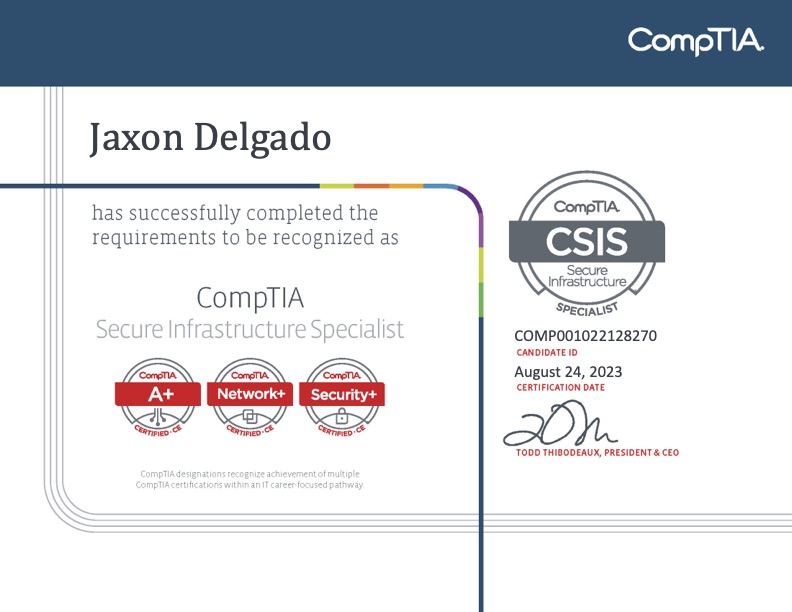 CompTIA.
Jaxon Delgado
has successfully completed the
requirements to be recognized as
CompTIA
Secure Infrastructure Specialist
CompTIA.
A+
CERTIFIED•CE
CompTIA.
Network+
CERTIFIED•CE
CompTIA.
Security+
CERTIFIED•CE
CompTIA designations recognize achievement of multiple
CompTIA certifications within an IT career-focused pathway.
CompTIA.
CSIS
Secure
Infrastructure
SPECIALIST
COMP001022128270
CANDIDATE ID
August 24, 2023
CERTIFICATION DATE
TODD THIBODEAUX, PRESIDENT & CEO